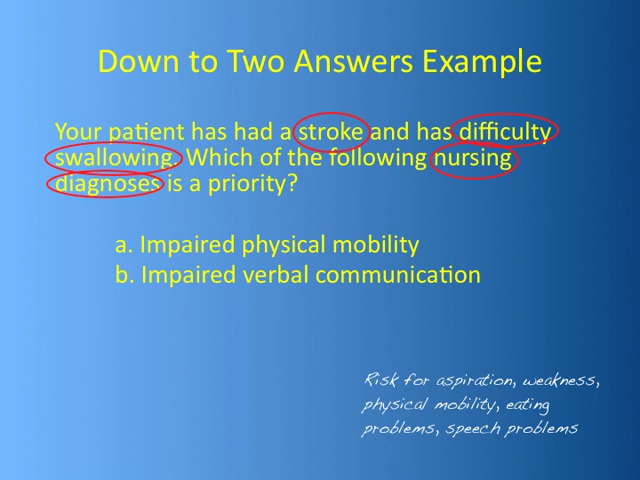 Down to Two Answers Example
Your patient has had a stroke and has difficulty
swallowing. Which of the following nursing
diagnoses is a priority?
a. Impaired physical mobility
b. Impaired verbal communication
Risk for aspiration, weakness,
physical mobility, eating
problems, speech problems